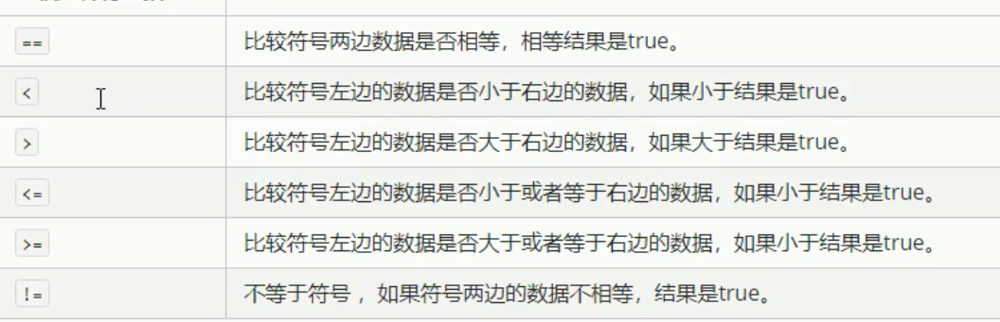 == 比较符号两边数据是否相等，相等结果是true。
< 比较符号左边的数据是否小于右边的数据，如果小于结果是true。
> 比较符号左边的数据是否大于右边的数据，如果大于结果是true。
<= 比较符号左边的数据是否小于或者等于右边的数据，如果小于结果是true。
>= 比较符号左边的数据是否大于或者等于右边的数据，如果小于结果是true。
!= 不等于符号 ，如果符号两边的数据不相等，结果是true。